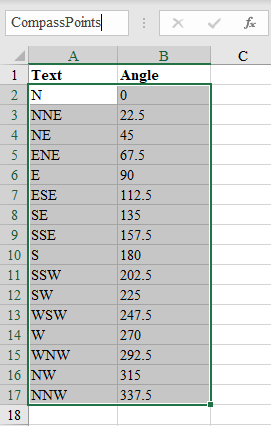 CompassPoints fx
A B C
1 Text Angle
2 N 0
3 NNE 22.5
4 NE 45
5 ENE 67.5
6 E 90
7 ESE 112.5
8 SE 135
9 SSE 157.5
10 S 180
11 SSW 202.5
12 SW 225
13 WSW 247.5
14 W 270
15 WNW 292.5
16 NW 315
17 NNW 337.5
18